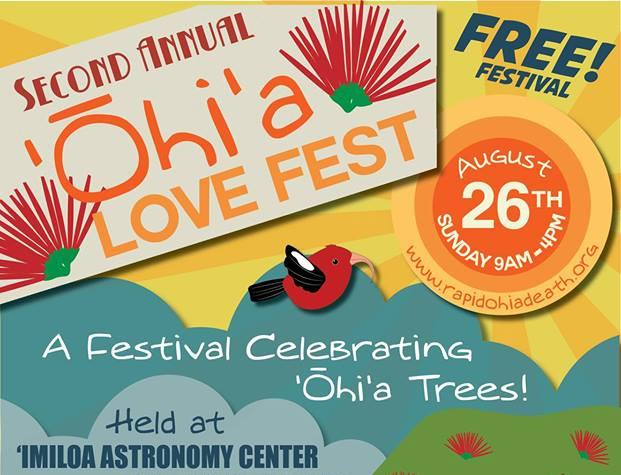 SECOND ANNUAL
'Ōhi'a
LOVE FEST
FREE!
FESTIVAL
AUGUST
26TH
SUNDAY 9AM - 4PM
www.rapidohiadeath.org
A Festival Celebrating
'Ōhi'a Trees!
Held at
'IMILOA ASTRONOMY CENTER